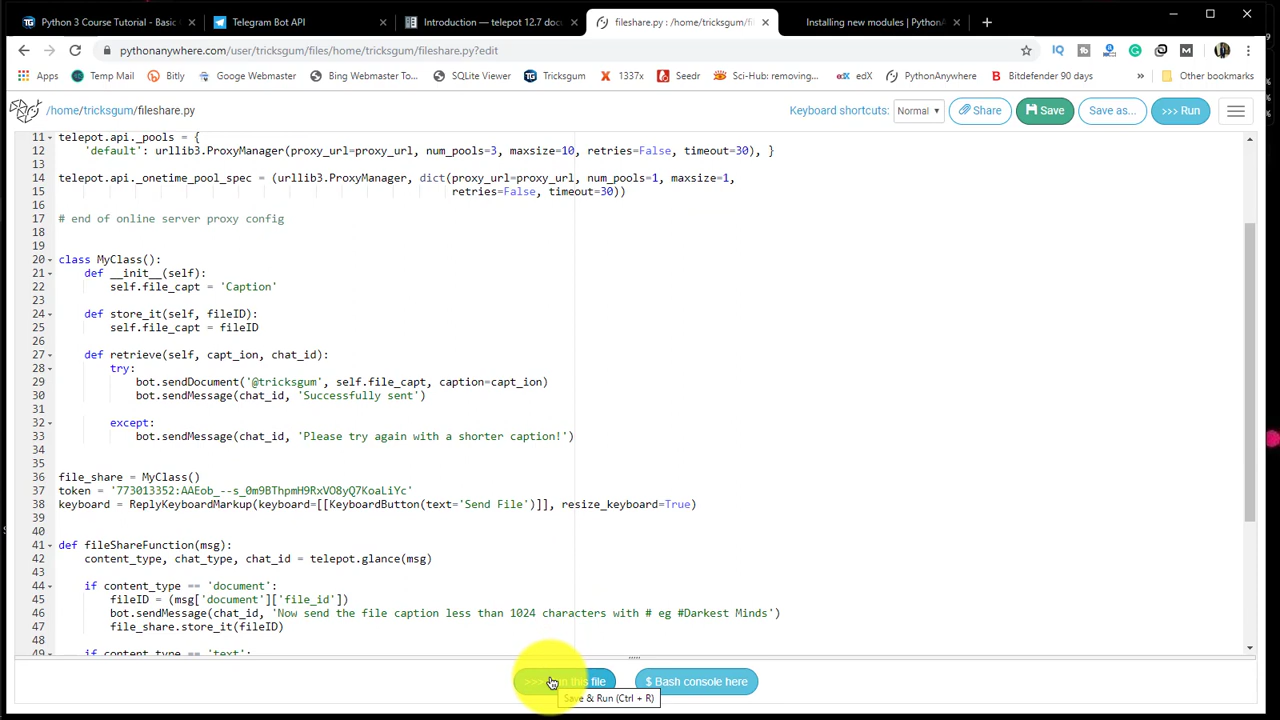 Python 3 Course Tutorial - Basic
Telegram Bot API
Introduction — telepot 12.7 doc
fileshare.py : /home/tricksgum/
Installing new modules | PythonA
pythonanywhere.com/user/tricksgum/files/home/tricksgum/fileshare.py?edit
Apps
Temp Mail
Bitly
Googe Webmaster
Bing Webmaster To...
SQLite Viewer
Tricksgum
1337x
Seedr
Sci-Hub: removing...
edX
PythonAnywhere
Bitdefender 90 days
Other bookmarks
/home/tricksgum/fileshare.py
Keyboard shortcuts:
Normal
Share
Save
Save as...
>>> Run
11 telepot.api._pools = {
12 'default': urllib3.ProxyManager(proxy_url=proxy_url, num_pools=3, maxsize=10, retries=False, timeout=30), }
13
14 telepot.api._onetime_pool_spec = (urllib3.ProxyManager, dict(proxy_url=proxy_url, num_pools=1, maxsize=1,
15 retries=False, timeout=30))
16
17 # end of online server proxy config
18
19
20 class MyClass():
21 def __init__(self):
22 self.file_capt = 'Caption'
23
24 def store_it(self, fileID):
25 self.file_capt = fileID
26
27 def retrieve(self, capt_ion, chat_id):
28 try:
29 bot.sendDocument('@tricksgum', self.file_capt, caption=capt_ion)
30 bot.sendMessage(chat_id, 'Successfully sent')
31
32 except:
33 bot.sendMessage(chat_id, 'Please try again with a shorter caption!')
34
35
36 file_share = MyClass()
37 token = '773013352:AAEob_--s_0m9BThpmH9RxVO8yQ7KoaLiYc'
38 keyboard = ReplyKeyboardMarkup(keyboard=[[KeyboardButton(text='Send File')]], resize_keyboard=True)
39
40
41 def fileShareFunction(msg):
42 content_type, chat_type, chat_id = telepot.glance(msg)
43
44 if content_type == 'document':
45 fileID = (msg['document']['file_id'])
46 bot.sendMessage(chat_id, 'Now send the file caption less than 1024 characters with # eg #Darkest Minds')
47 file_share.store_it(fileID)
48
49 if content_type == 'text':
>>> this file
$ Bash console here
Save & Run (Ctrl + R)